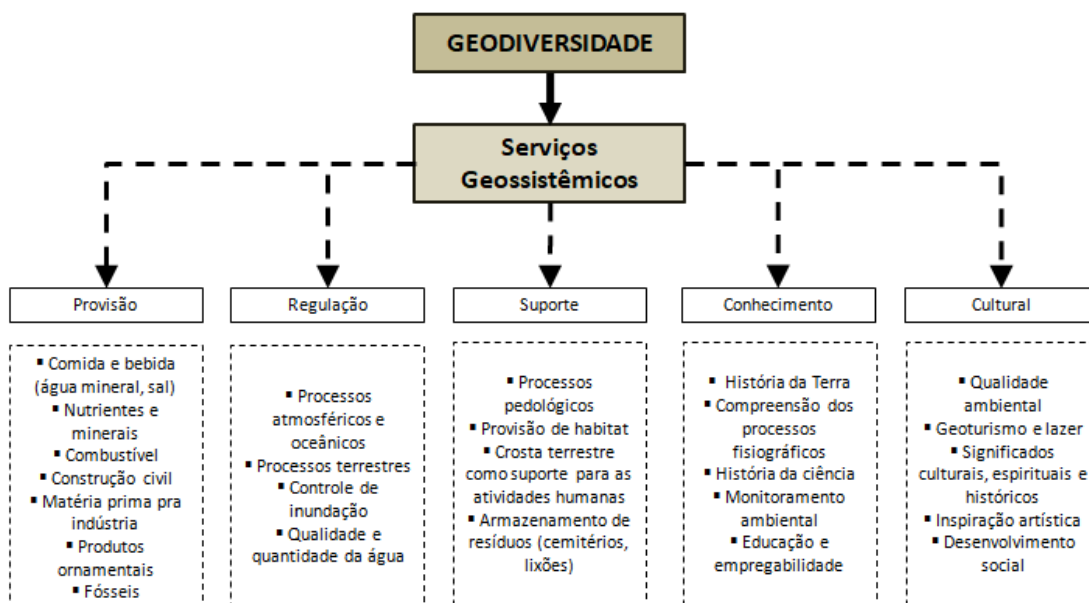 GEODIVERSIDADE
Serviços
Geossistêmicos
Provisão
▪ Comida e bebida
(água mineral, sal)
▪ Nutrientes e
minerais
▪ Combustível
▪ Construção civil
▪ Matéria prima pra
indústria
▪ Produtos
ornamentais
▪ Fósseis
Regulação
▪ Processos
atmosféricos e
oceânicos
▪ Processos terrestres
▪ Controle de
inundação
▪ Qualidade e
quantidade da água
Suporte
▪ Processos
pedológicos
▪ Provisão de habitat
▪ Crosta terrestre
como suporte para as
atividades humanas
▪ Armazenamento de
resíduos (cemitérios,
lixões)
Conhecimento
▪ História da Terra
▪ Compreensão dos
processos
fisiográficos
▪ História da ciência
▪ Monitoramento
ambiental
▪ Educação e
empregabilidade
Cultural
▪ Qualidade
ambiental
▪ Geoturismo e lazer
▪ Significados
culturais, espirituais e
históricos
▪ Inspiração artística
▪ Desenvolvimento
social